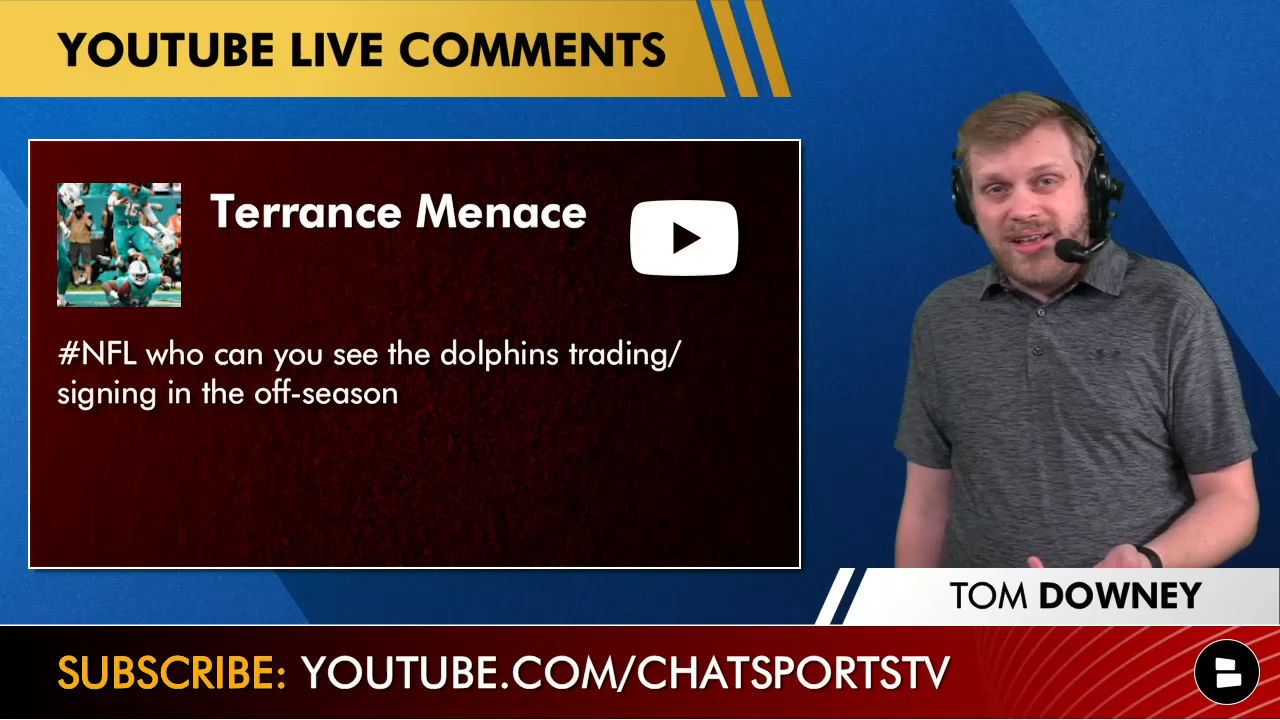 YOUTUBE LIVE COMMENTS
Terrance Menace
#NFL who can you see the dolphins trading/
signing in the off-season
TOM DOWNEY
SUBSCRIBE: YOUTUBE.COM/CHATSPORTSTV